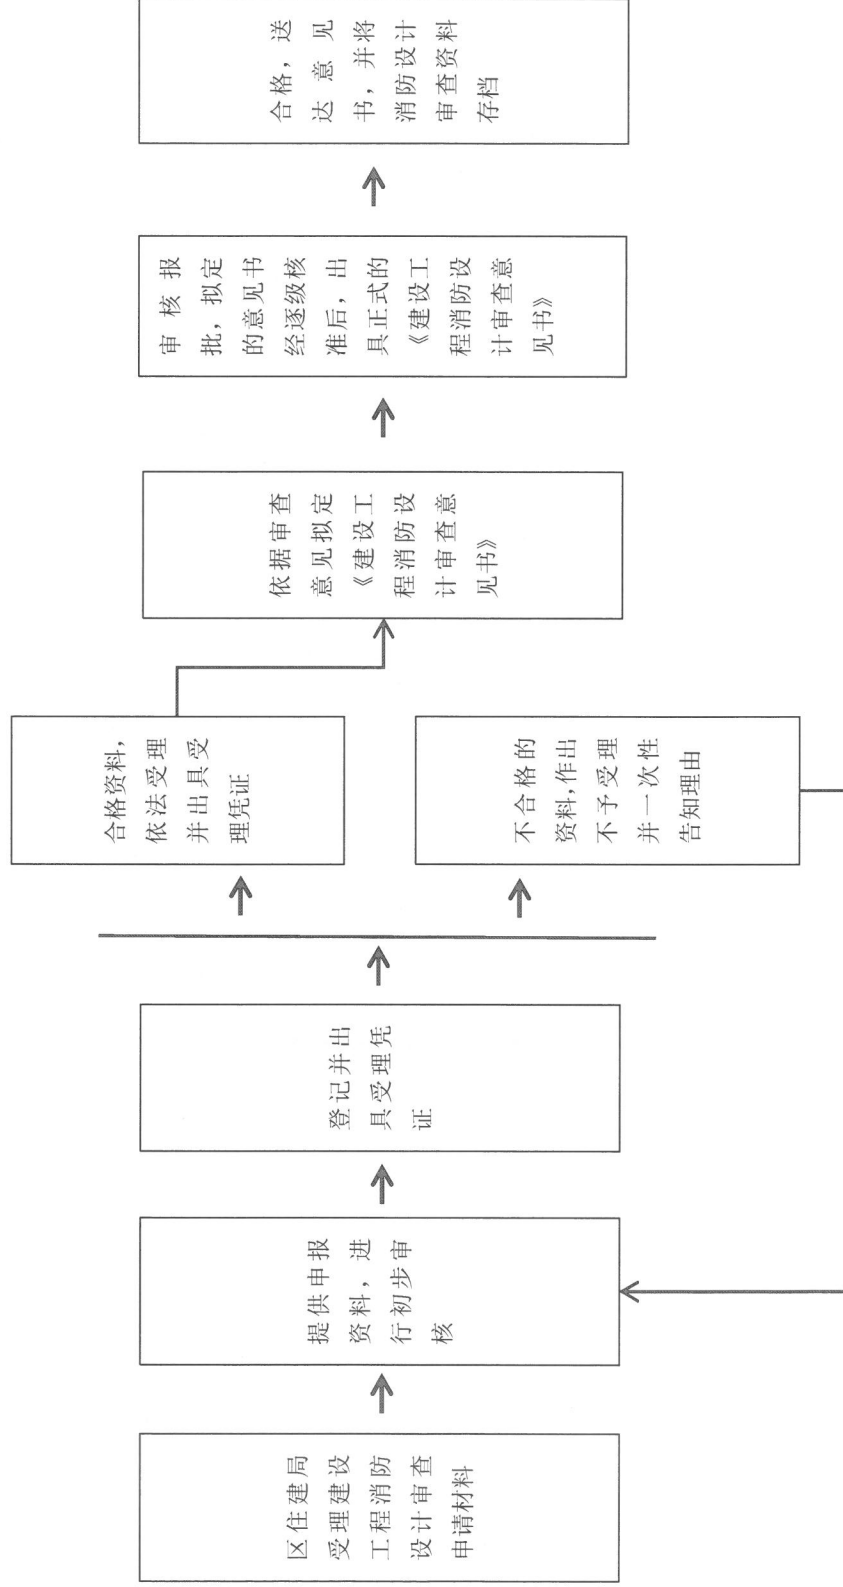 区住建局
受理建设
工程消防
设计审查
申请材料
提供申报
资料，进
行初步审
核
登记并出
具受理凭
证
合格资料，
依法受理
并出具受
理凭证
不合格的
资料,作出
不予受理
并一次性
告知理由
依据审查
意见拟定
《建设工
程消防设
计审查意
见书》
审核报
批，拟定
的意见书
经逐级核
准后，出
具正式的
《建设工
程消防设
计审查意
见书》
合格，送
达意见
书，并将
消防设计
审查资料
存档